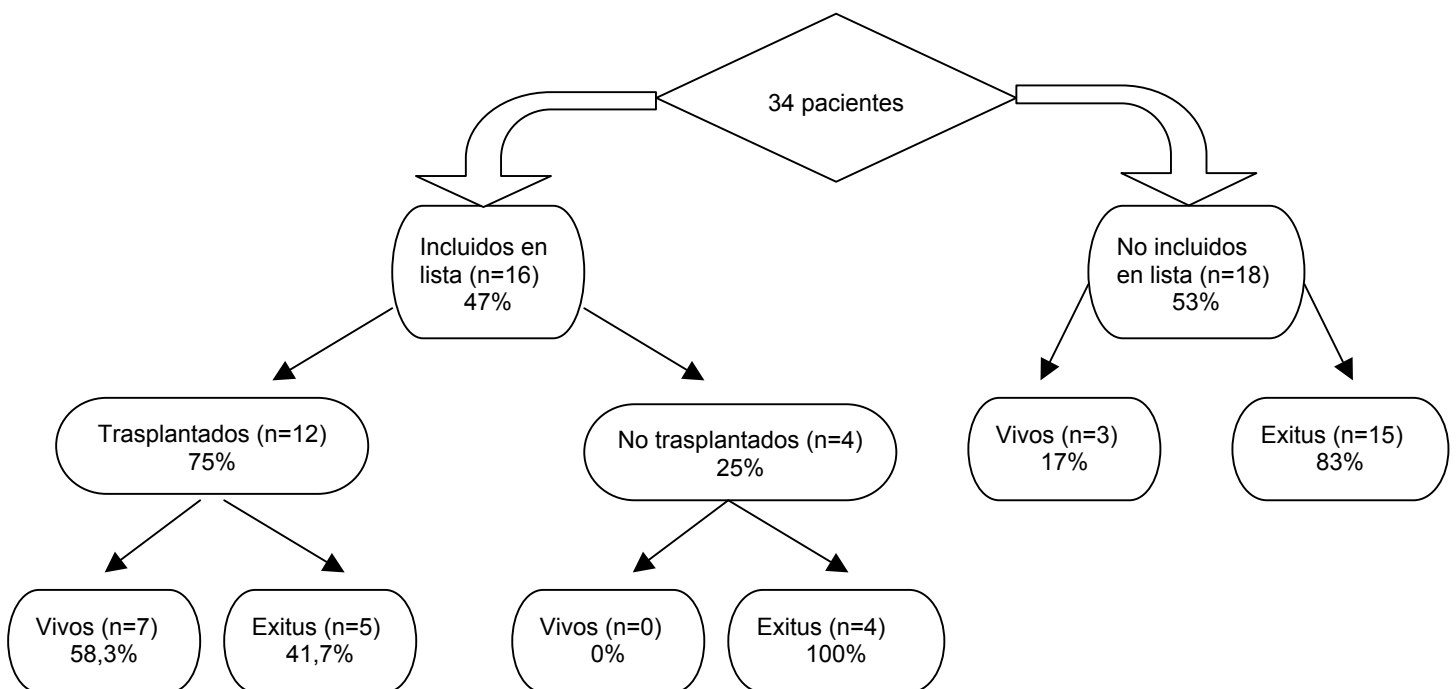 34 pacientes
Incluidos en
lista (n=16)
47%
No incluidos
en lista (n=18)
53%
Trasplantados (n=12)
75%
No trasplantados (n=4)
25%
Vivos (n=3)
17%
Exitus (n=15)
83%
Vivos (n=7)
58,3%
Exitus (n=5)
41,7%
Vivos (n=0)
0%
Exitus (n=4)
100%